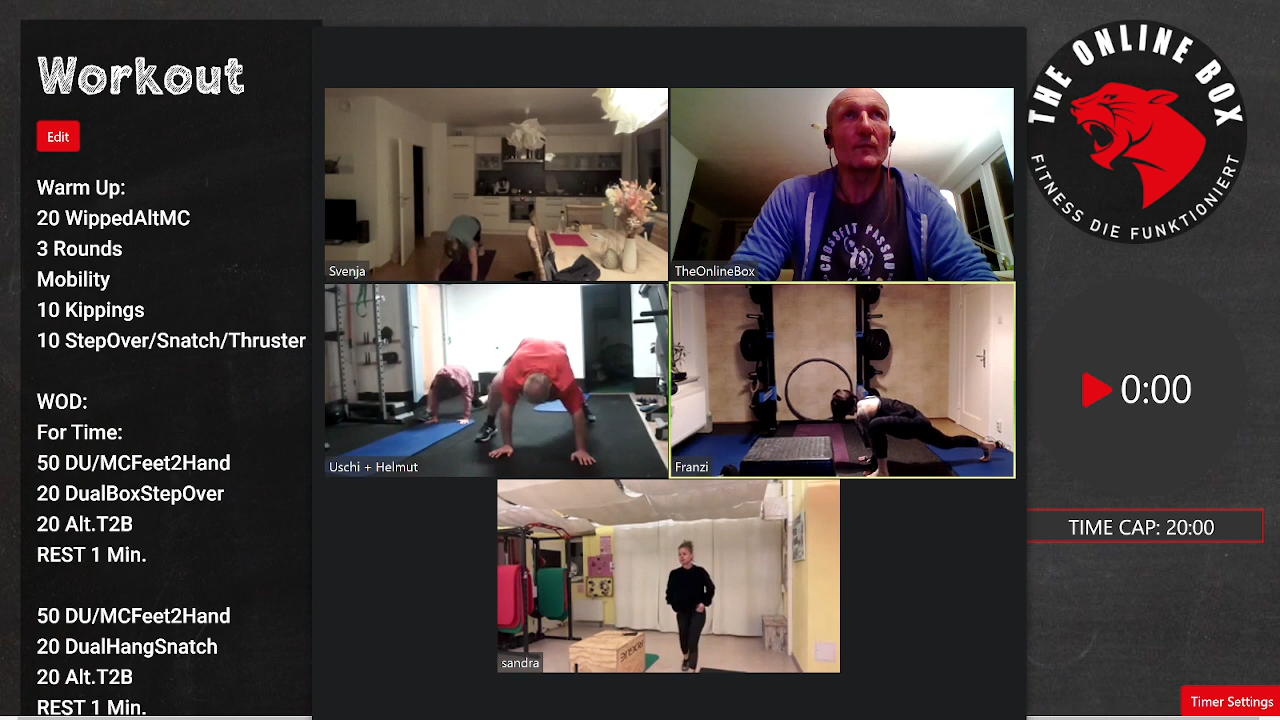 Workout
Edit
Warm Up:
20 WippedAltMC
3 Rounds
Mobility
10 Kippings
10 StepOver/Snatch/Thruster
WOD:
For Time:
50 DU/MCFeet2Hand
20 DualBoxStepOver
20 Alt.T2B
REST 1 Min.
50 DU/MCFeet2Hand
20 DualHangSnatch
20 Alt.T2B
REST 1 Min.
Svenja
CROSSFIT PASSAU
TheOnlineBox
Uschi + Helmut
Franzi
ROGUE
sandra
THE ONLINE BOX
FITNESS DIE FUNKTIONIERT
0:00
TIME CAP: 20:00
Timer Settings